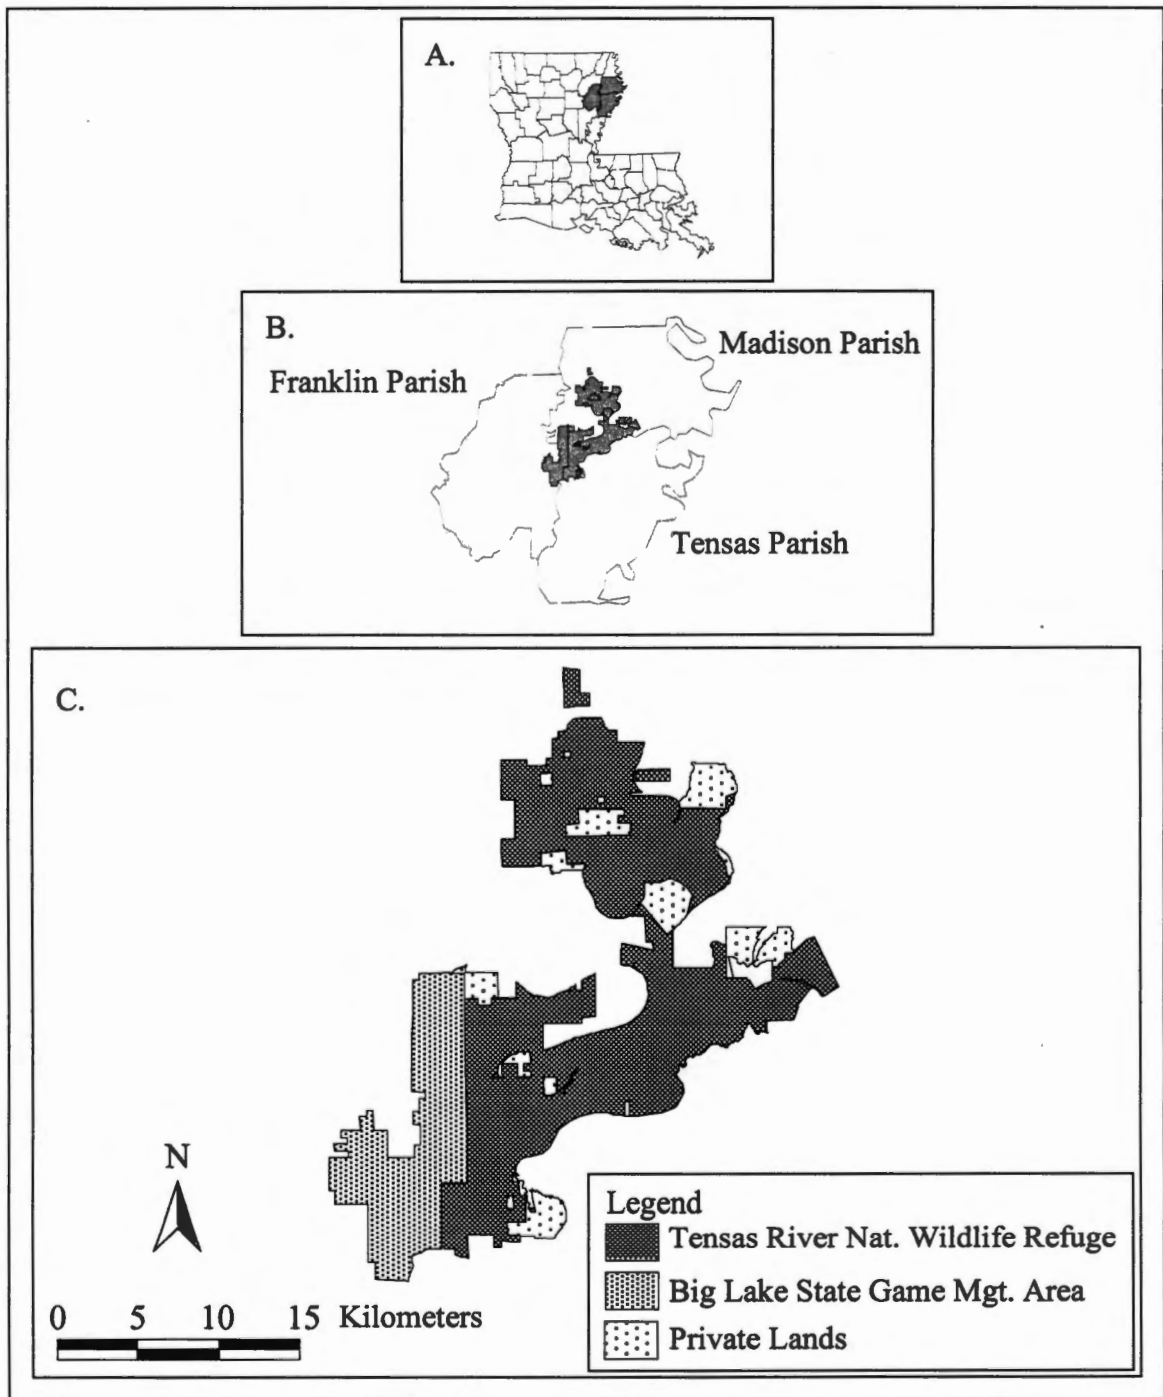 A.
B.
Madison Parish
Franklin Parish
Tensas Parish
C.
N
Legend
Tensas River Nat. Wildlife Refuge
Big Lake State Game Mgt. Area
Private Lands
0 5 10 15 Kilometers